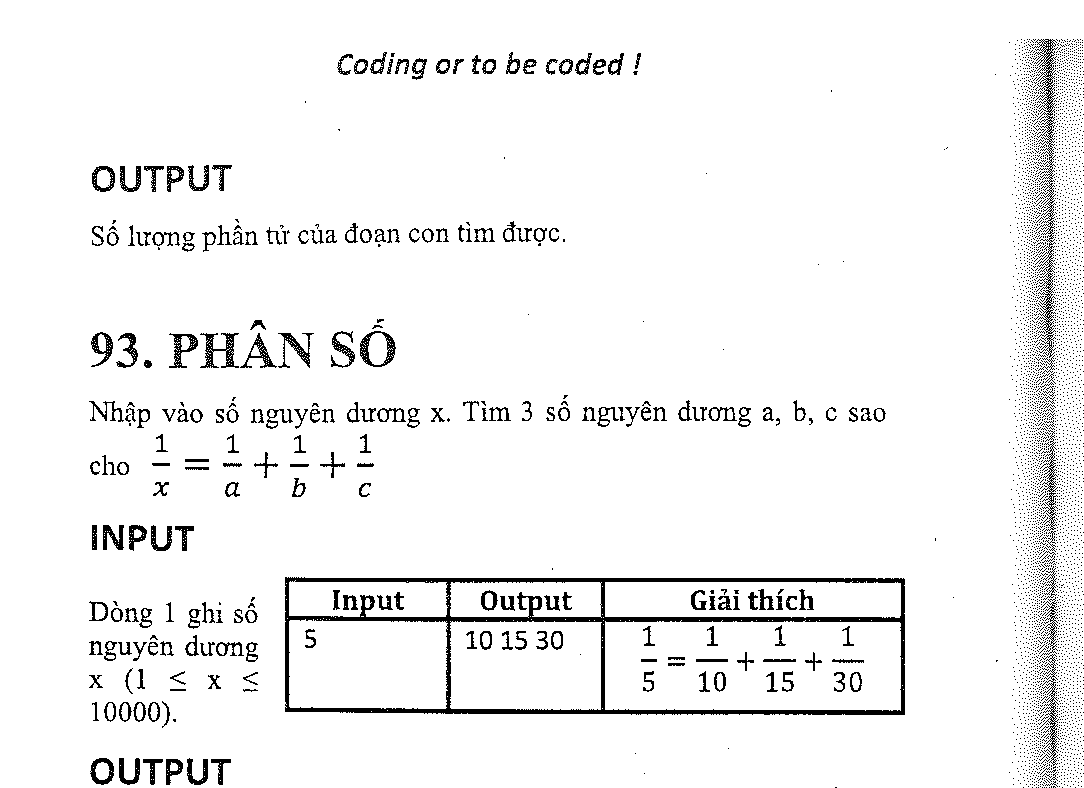 Coding or to be coded !
OUTPUT
Số lượng phần tử của đoạn con tìm được.
93. PHÂN SỐ
Nhập vào số nguyên dương x. Tìm 3 số nguyên dương a, b, c sao
cho 1/x = 1/a + 1/b + 1/c
INPUT
Dòng 1 ghi số
nguyên dương
x (1 ≤ x ≤
10000).
Input Output Giải thích
5 10 15 30 1/5 = 1/10 + 1/15 + 1/30
OUTPUT